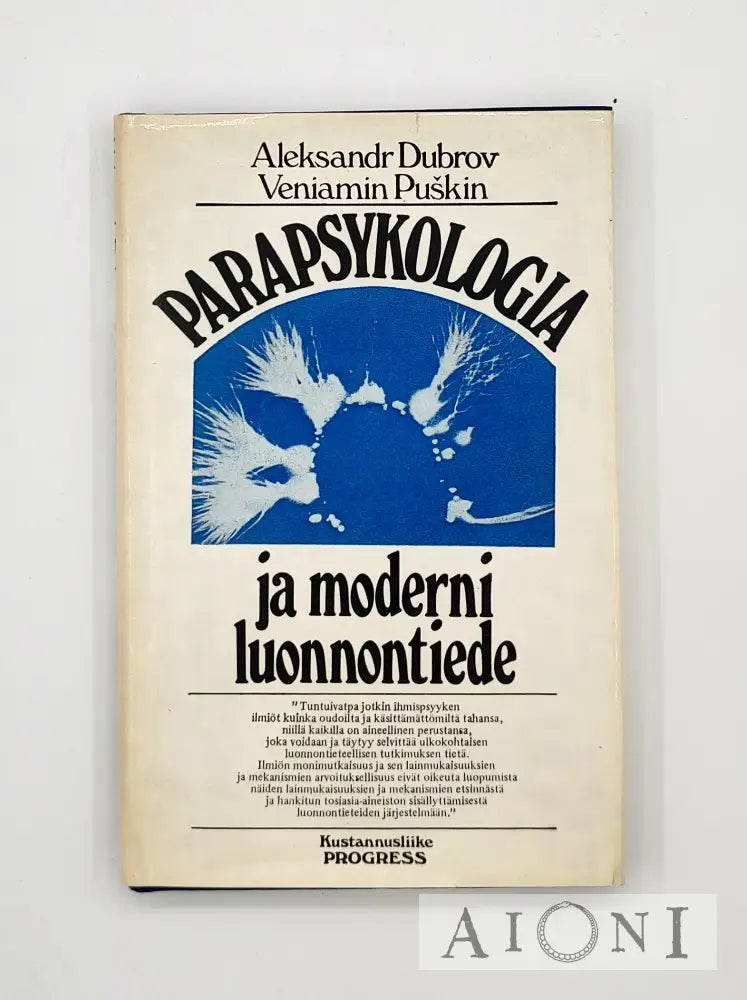 Aleksandr Dubrov
Veniamin Puškin
PARAPSYKOLOGIA
ja moderni
luonnontiede
"Tuntuivatpa jotkin ihmispsyyken
ilmiöt kuinka oudoilta ja käsittämättömiltä tahansa,
niillä kaikilla on aineellinen perustansa,
joka voidaan ja täytyy selvittää ulkokohtaisen
luonnontieteellisen tutkimuksen tietä.
Ilmiön monimutkaisuus ja sen lainmukaisuuksien
ja mekanismien arvoituksellisuus eivät oikeuta luopumista
näiden lainmukaisuuksien ja mekanismien etsinnästä
ja hankitun tosiasia-aineiston sisällyttämisestä
luonnontieteiden järjestelmään."
Kustannusliike
PROGRESS
AIONI